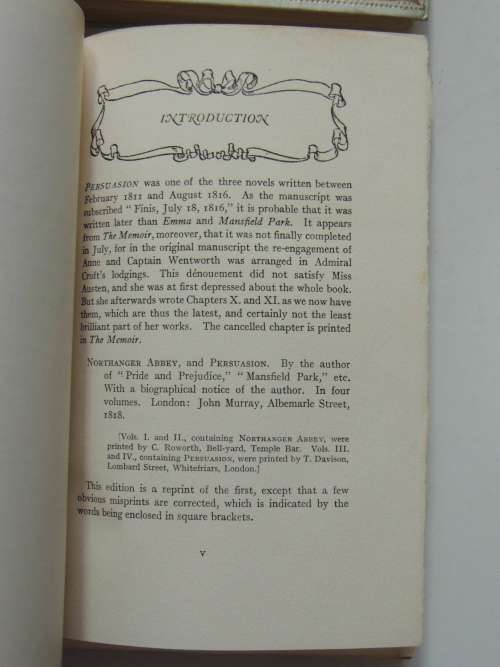 INTRODUCTION
PERSUASION was one of the three novels written between
February 1811 and August 1816. As the manuscript was
subscribed "Finis, July 18, 1816," it is probable that it was
written later than Emma and Mansfield Park. It appears
from The Memoir, moreover, that it was not finally completed
in July, for in the original manuscript the re-engagement of
Anne and Captain Wentworth was arranged in Admiral
Croft's lodgings. This dénouement did not satisfy Miss
Austen, and she was at first depressed about the whole book.
But she afterwards wrote Chapters X. and XI. as we now have
them, which are thus the latest, and certainly not the least
brilliant part of her works. The cancelled chapter is printed
in The Memoir.
NORTHANGER ABBEY, and PERSUASION. By the author
of "Pride and Prejudice," "Mansfield Park," etc.
With a biographical notice of the author. In four
volumes. London: John Murray, Albemarle Street,
1818.
[Vols. I. and II., containing NORTHANGER ABBEY, were
printed by C. Roworth, Bell-yard, Temple Bar. Vols. III.
and IV., containing PERSUASION, were printed by T. Davison,
Lombard Street, Whitefriars, London.]
This edition is a reprint of the first, except that a few
obvious misprints are corrected, which is indicated by the
words being enclosed in square brackets.
v